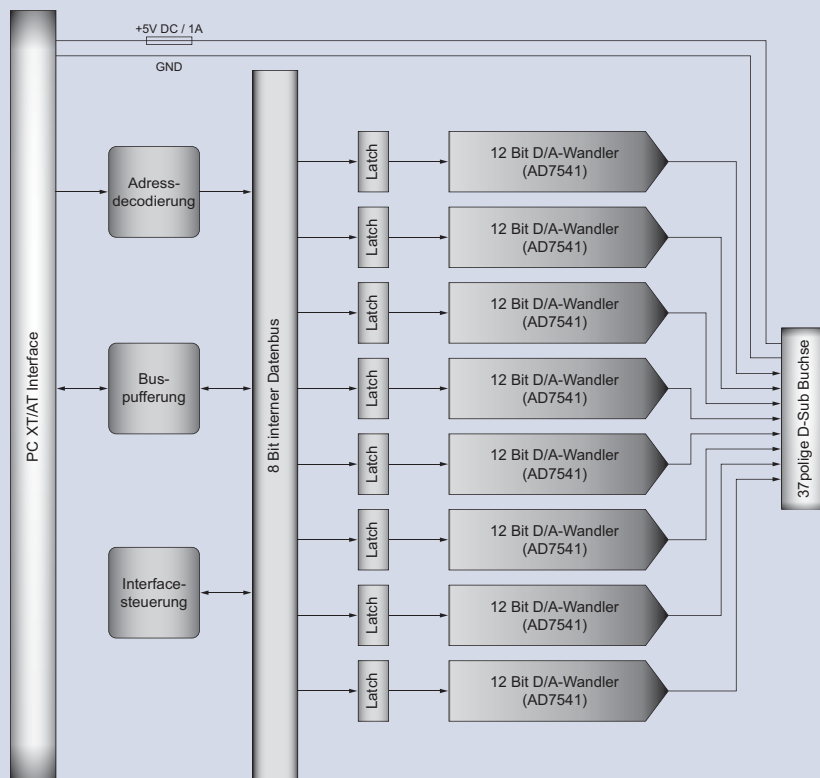 +5V DC / 1A
GND
PC XT/AT Interface
Adress-
decodierung
Bus-
pufferung
Interface-
steuerung
8 Bit interner Datenbus
Latch
12 Bit D/A-Wandler
(AD7541)
Latch
12 Bit D/A-Wandler
(AD7541)
Latch
12 Bit D/A-Wandler
(AD7541)
Latch
12 Bit D/A-Wandler
(AD7541)
Latch
12 Bit D/A-Wandler
(AD7541)
Latch
12 Bit D/A-Wandler
(AD7541)
Latch
12 Bit D/A-Wandler
(AD7541)
Latch
12 Bit D/A-Wandler
(AD7541)
37polige D-Sub Buchse